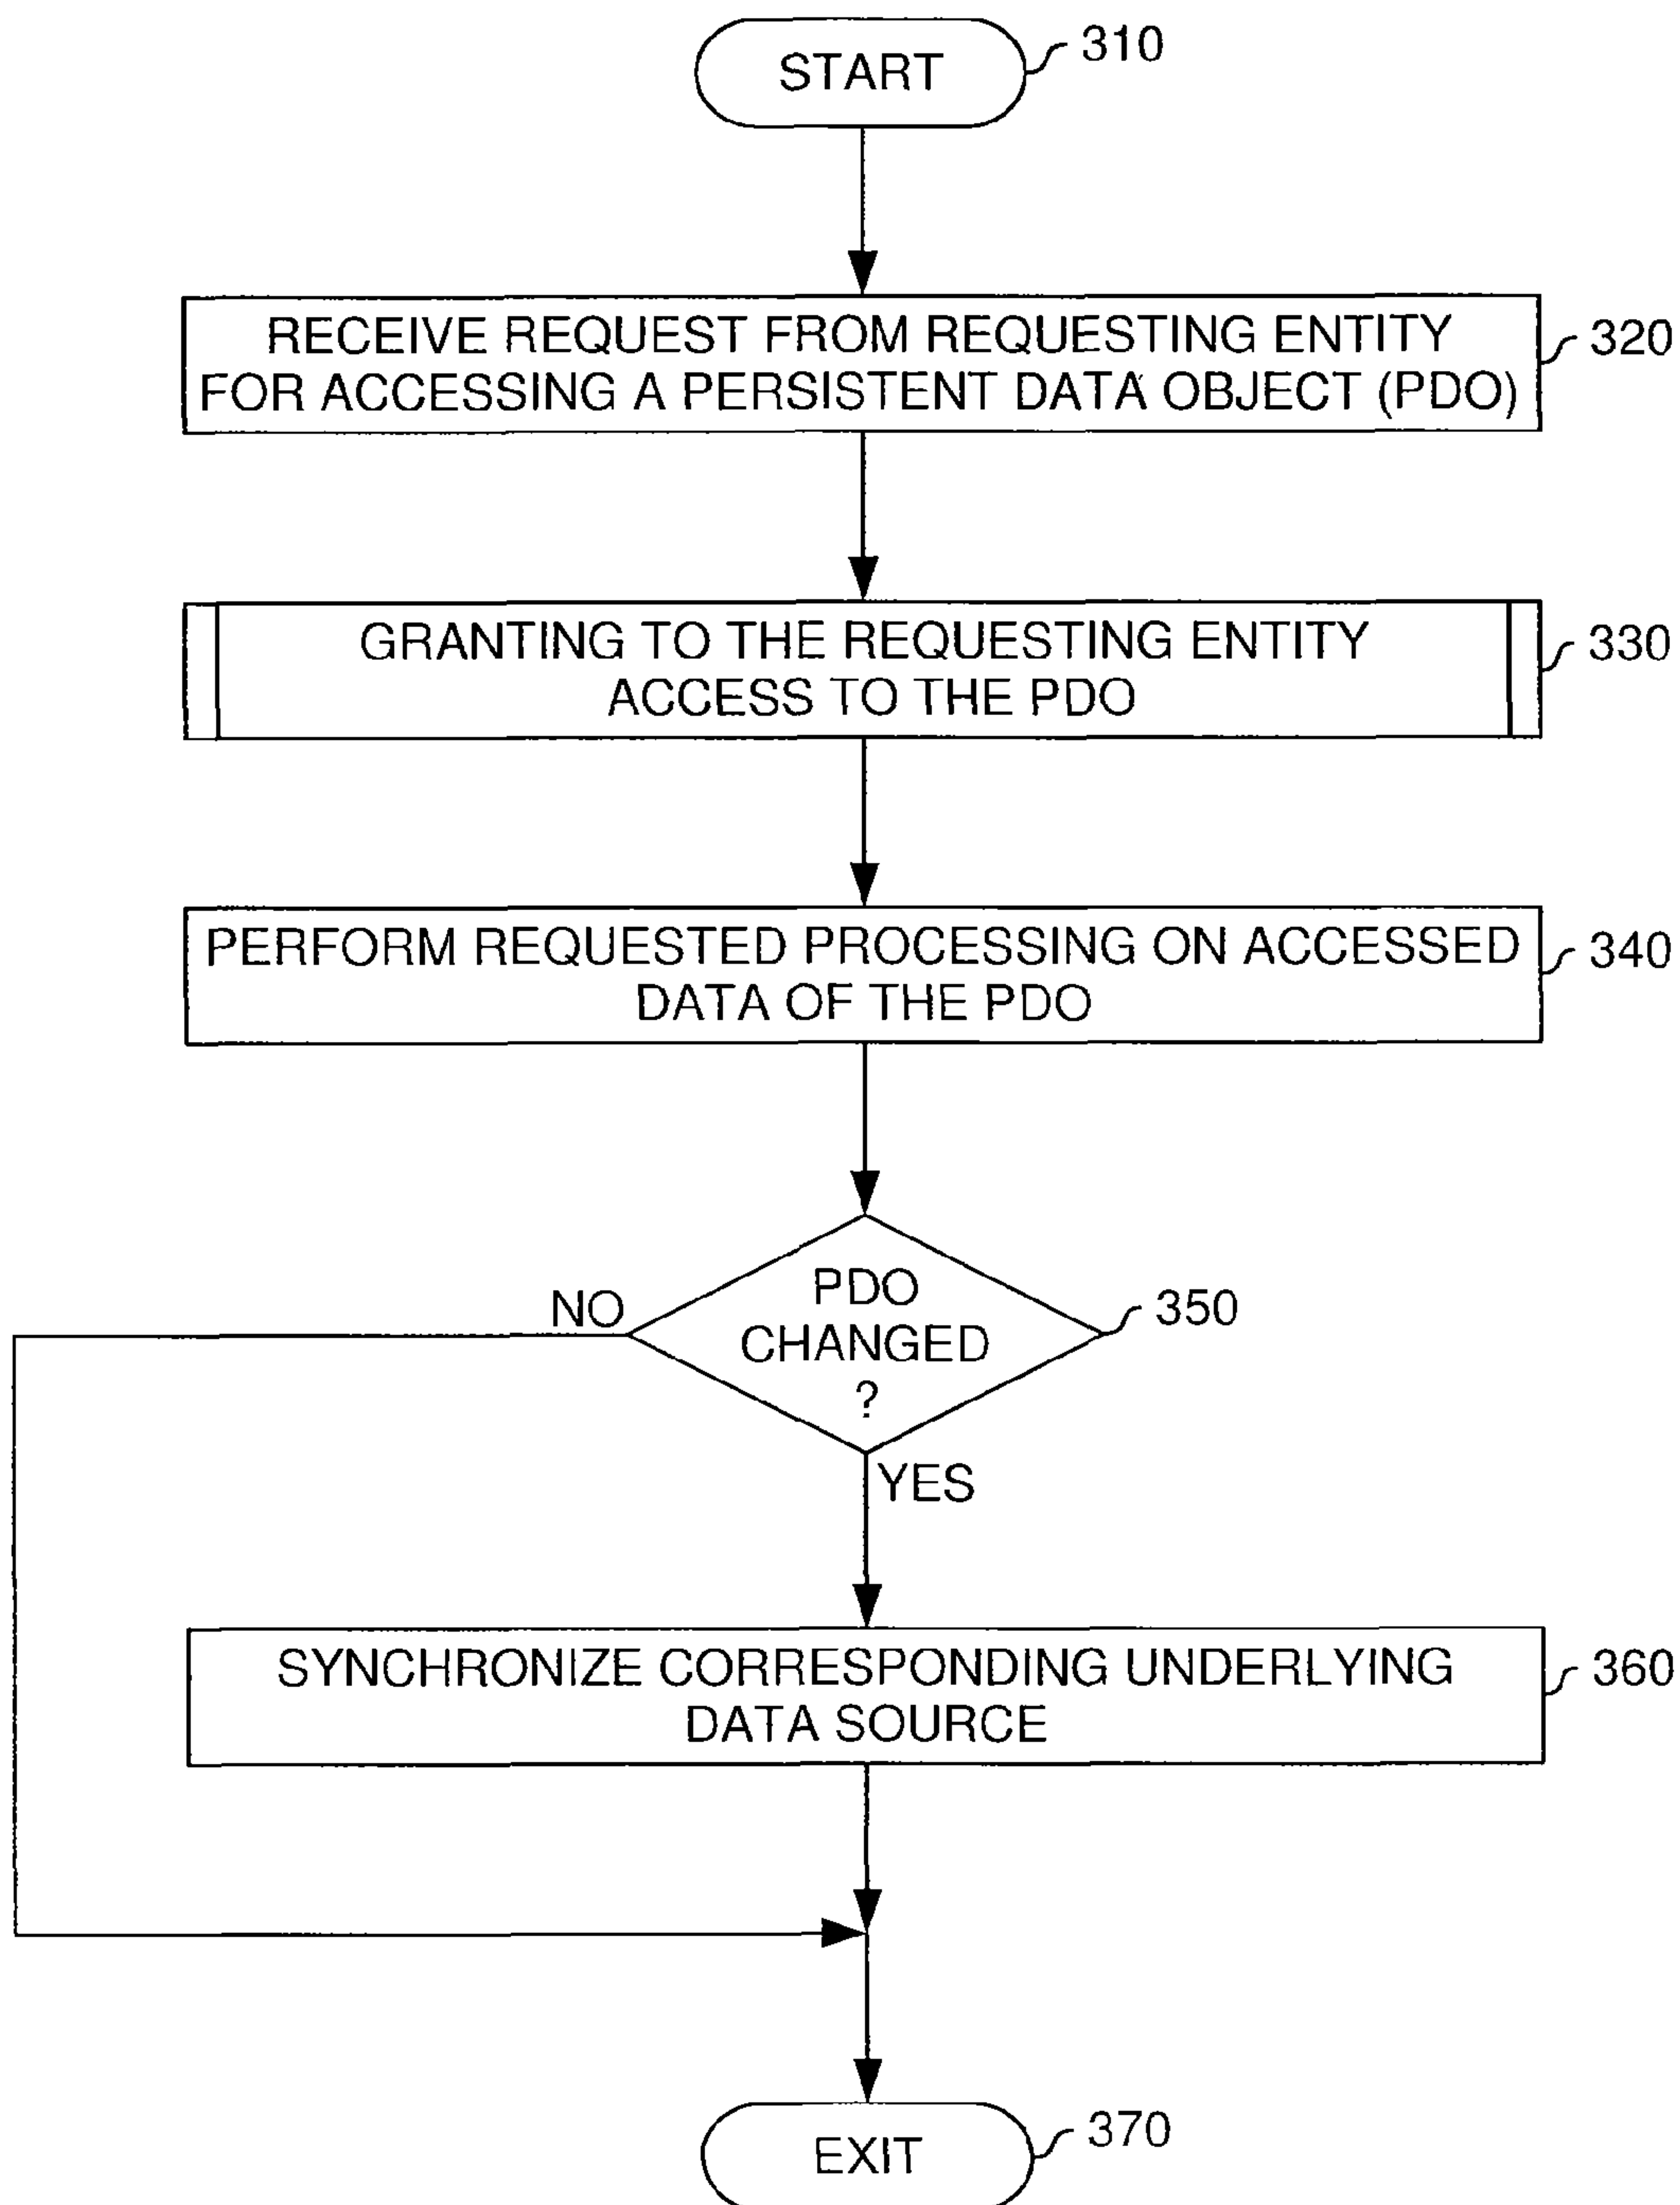 START
310
RECEIVE REQUEST FROM REQUESTING ENTITY
FOR ACCESSING A PERSISTENT DATA OBJECT (PDO)
320
GRANTING TO THE REQUESTING ENTITY
ACCESS TO THE PDO
330
PERFORM REQUESTED PROCESSING ON ACCESSED
DATA OF THE PDO
340
NO
PDO
CHANGED
?
350
YES
SYNCHRONIZE CORRESPONDING UNDERLYING
DATA SOURCE
360
EXIT
370